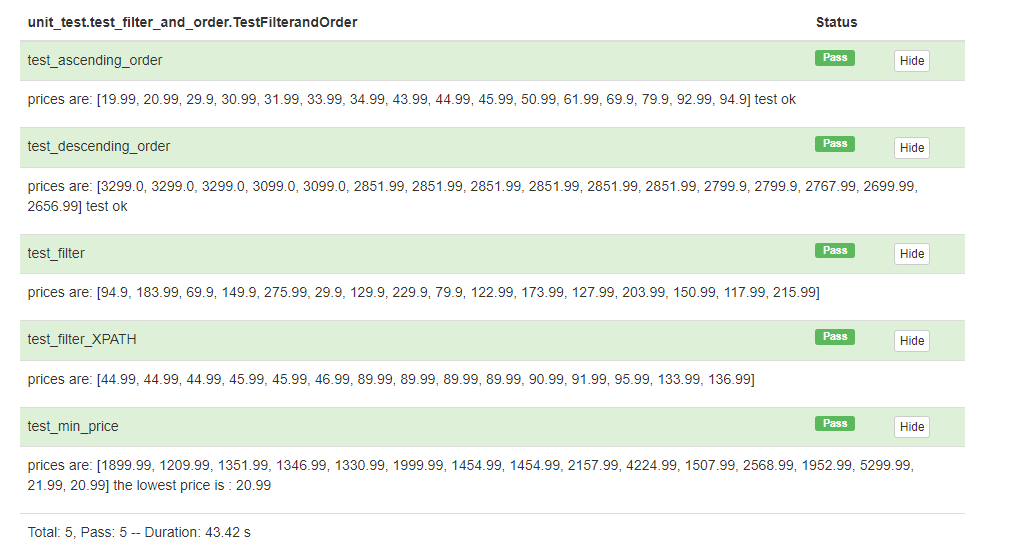 unit_test.test_filter_and_order.TestFilterandOrder Status
test_ascending_order Pass Hide
prices are: [19.99, 20.99, 29.9, 30.99, 31.99, 33.99, 34.99, 43.99, 44.99, 45.99, 50.99, 61.99, 69.9, 79.9, 92.99, 94.9] test ok
test_descending_order Pass Hide
prices are: [3299.0, 3299.0, 3299.0, 3099.0, 3099.0, 2851.99, 2851.99, 2851.99, 2851.99, 2851.99, 2851.99, 2799.9, 2799.9, 2767.99, 2699.99,
2656.99] test ok
test_filter Pass Hide
prices are: [94.9, 183.99, 69.9, 149.9, 275.99, 29.9, 129.9, 229.9, 79.9, 122.99, 173.99, 127.99, 203.99, 150.99, 117.99, 215.99]
test_filter_XPATH Pass Hide
prices are: [44.99, 44.99, 44.99, 45.99, 45.99, 46.99, 89.99, 89.99, 89.99, 89.99, 90.99, 91.99, 95.99, 133.99, 136.99]
test_min_price Pass Hide
prices are: [1899.99, 1209.99, 1351.99, 1346.99, 1330.99, 1999.99, 1454.99, 1454.99, 2157.99, 4224.99, 1507.99, 2568.99, 1952.99, 5299.99,
21.99, 20.99] the lowest price is : 20.99
Total: 5, Pass: 5 -- Duration: 43.42 s